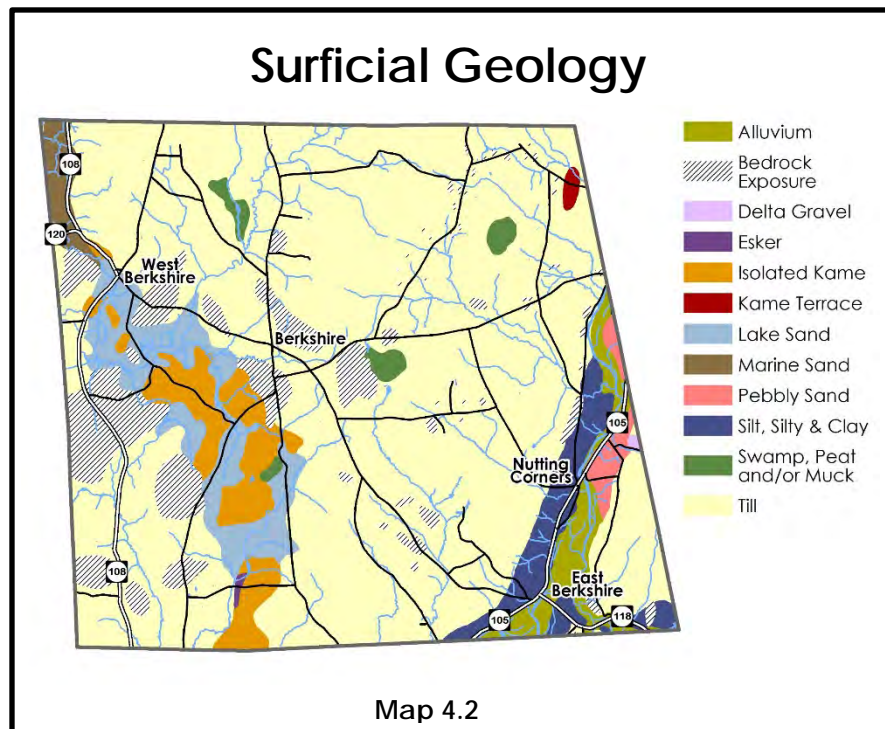 Surficial Geology
108
120
West
Berkshire
Berkshire
105
Nutting
Corners
East
Berkshire
108
105
118
Alluvium
Bedrock
Exposure
Delta Gravel
Esker
Isolated Kame
Kame Terrace
Lake Sand
Marine Sand
Pebbly Sand
Silt, Silty & Clay
Swamp, Peat
and/or Muck
Till
Map 4.2